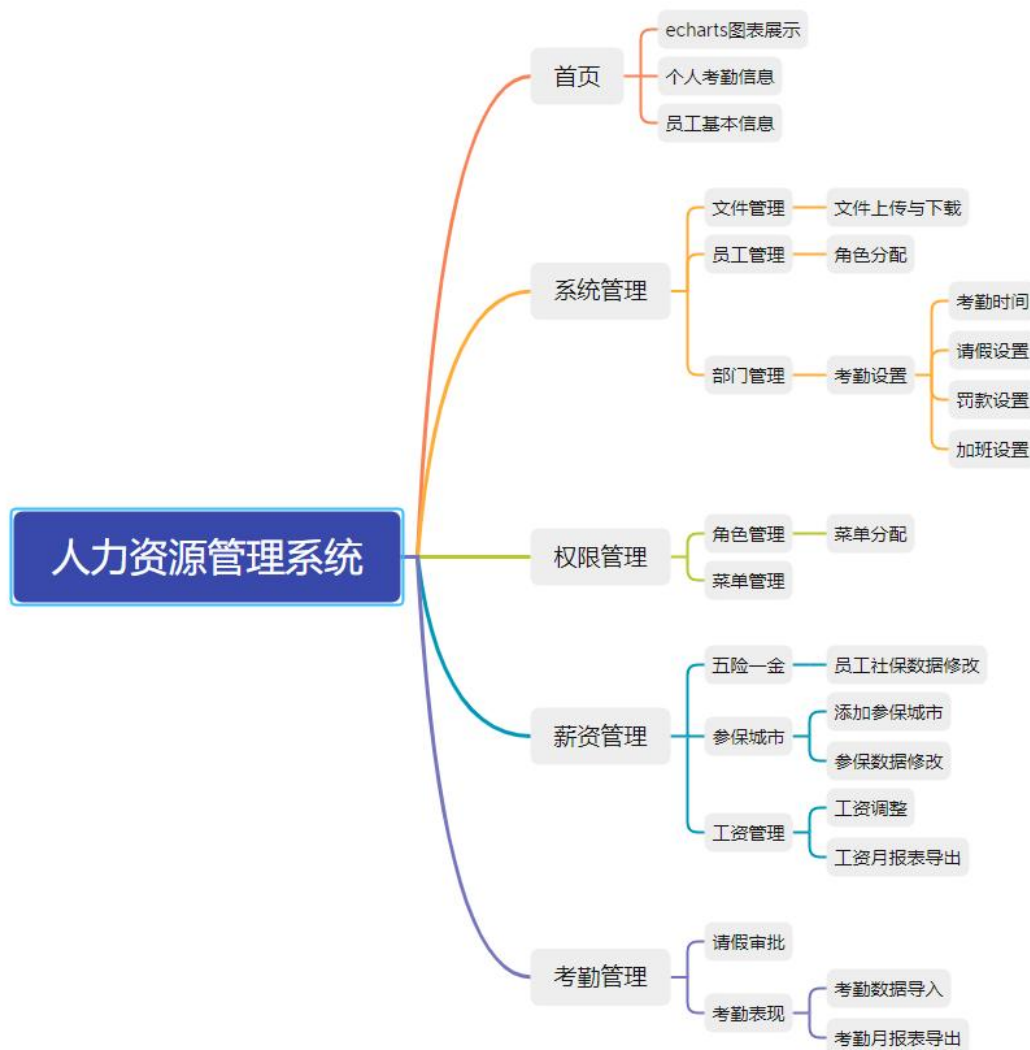 echarts图表展示
首页
个人考勤信息
员工基本信息
文件管理
文件上传与下载
员工管理
角色分配
系统管理
考勤时间
请假设置
部门管理
考勤设置
罚款设置
加班设置
人力资源管理系统
权限管理
角色管理
菜单分配
菜单管理
五险一金
员工社保数据修改
薪资管理
参保城市
添加参保城市
参保数据修改
工资管理
工资调整
工资月报表导出
考勤管理
请假审批
考勤表现
考勤数据导入
考勤月报表导出